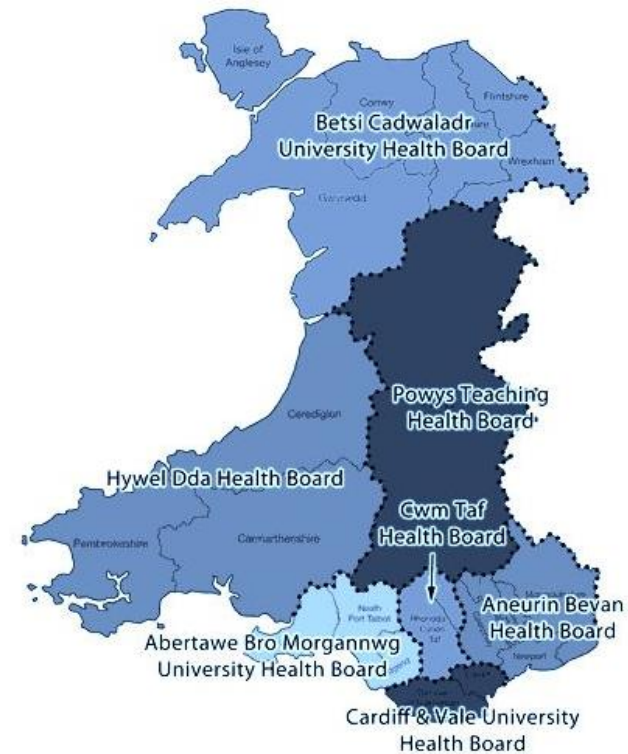 Isle of
Anglesey
Conwy
Flintshire
Betsi Cadwaladr
University Health Board
Wrexham
Gwynedd
Powys Teaching
Health Board
Ceredigion
Hywel Dda Health Board
Cwm Taf
Health Board
Pembrokeshire
Carmarthenshire
Aneurin Bevan
Health Board
Neath
Port Talbot
Rhondda
Cynon
Taf
Newport
Abertawe Bro Morgannwg
University Health Board
Cardiff & Vale University
Health Board